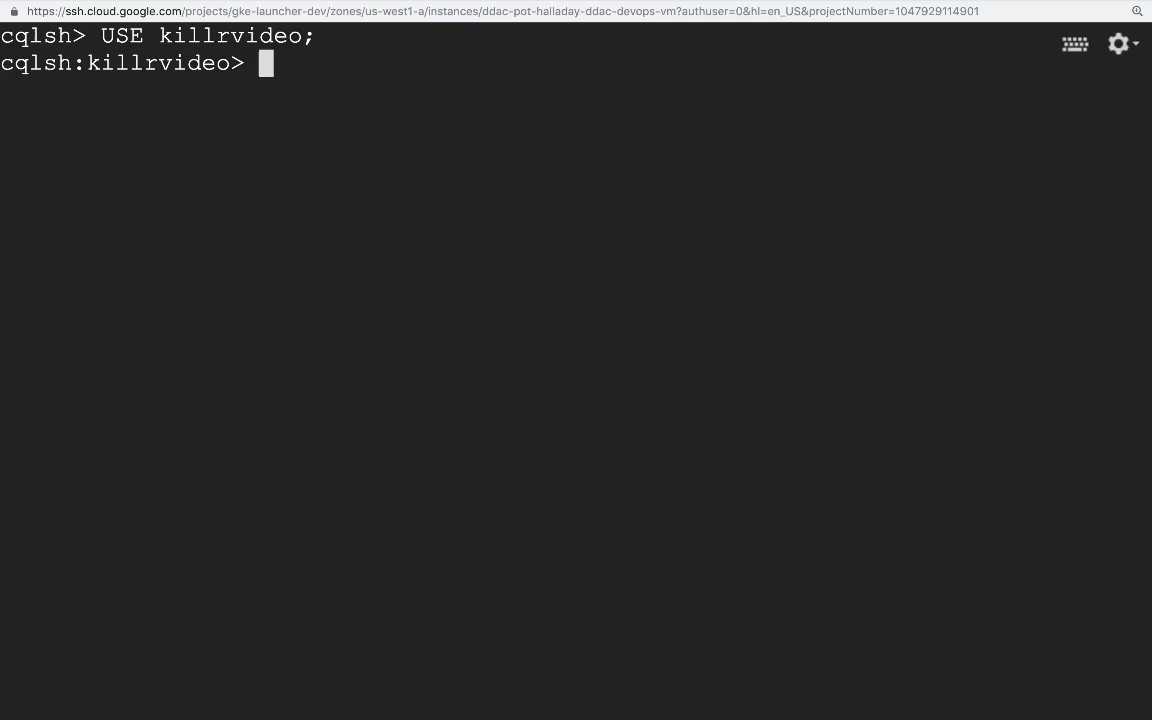 https://ssh.cloud.google.com/projects/gke-launcher-dev/zones/us-west1-a/instances/ddac-pot-halladay-ddac-devops-vm?authuser=0&hl=en_US&projectNumber=1047929114901
cqlsh> USE killrvideo;
cqlsh:killrvideo>